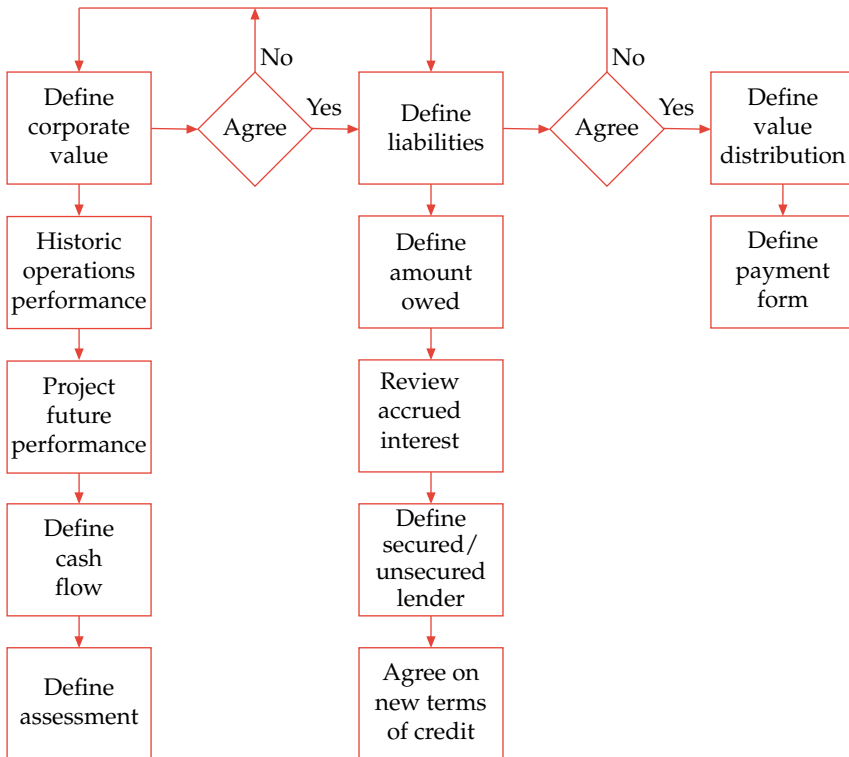 No
No
Define
corporate
value
Agree
Yes
Define
liabilities
Agree
Yes
Define
value
distribution
Historic
operations
performance
Define
amount
owed
Define
payment
form
Project
future
performance
Review
accrued
interest
Define
cash
flow
Define
secured/
unsecured
lender
Define
assessment
Agree on
new terms
of credit